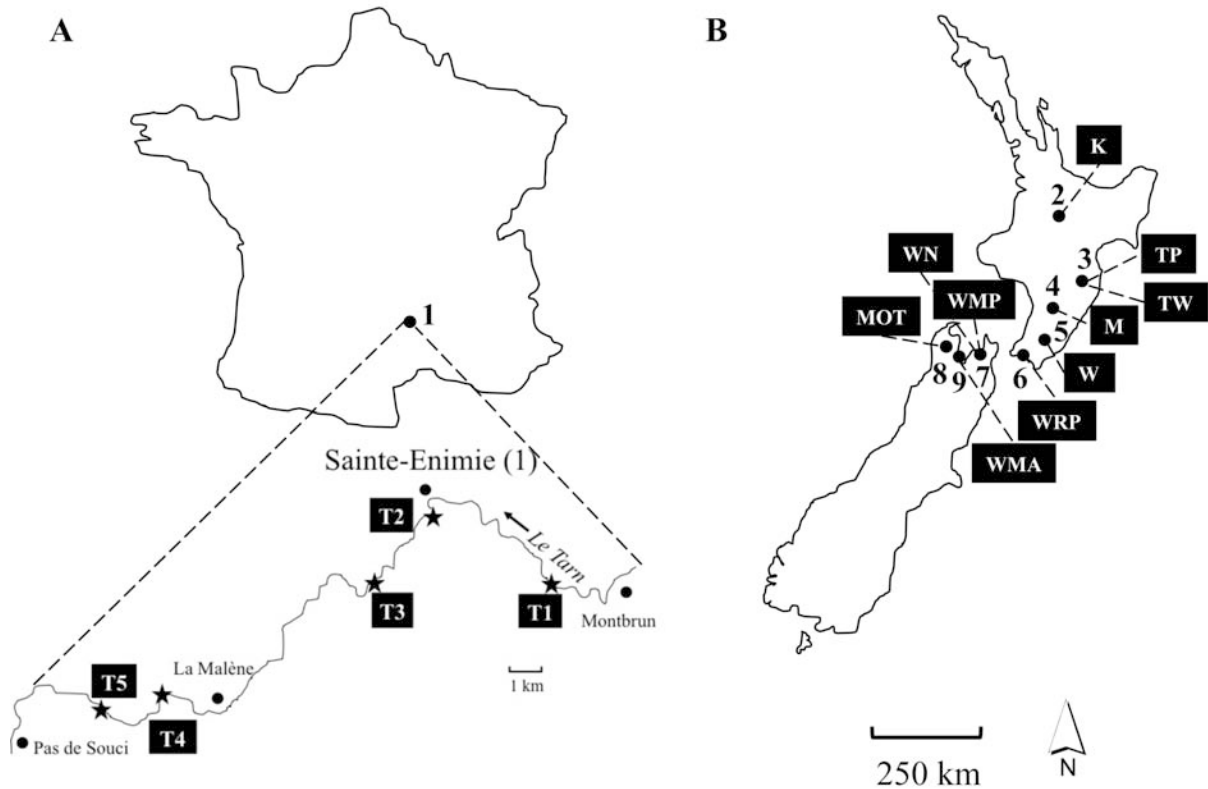 A
1
Sainte-Enimie (1)
T2
Le Tarn
T3
T1
Montbrun
1 km
La Malène
T5
T4
Pas de Souci
B
K
2
WN
3
TP
WMP
4
TW
MOT
M
5
8
9
7
6
W
WRP
WMA
250 km
N